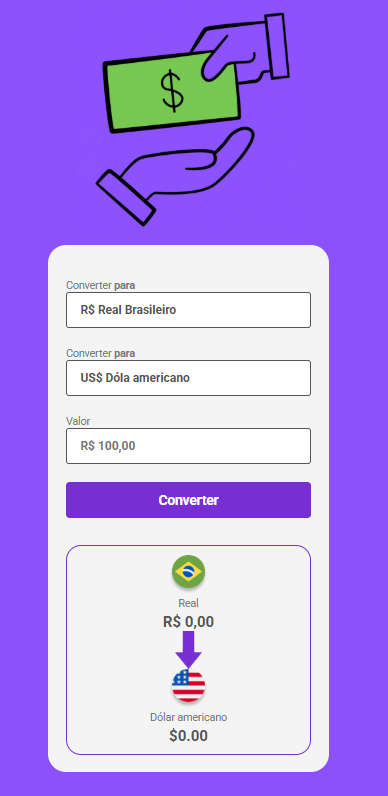 $
Converter para
R$ Real Brasileiro
Converter para
US$ Dóla americano
Valor
R$ 100,00
Converter
Real
R$ 0,00
Dólar americano
$0.00